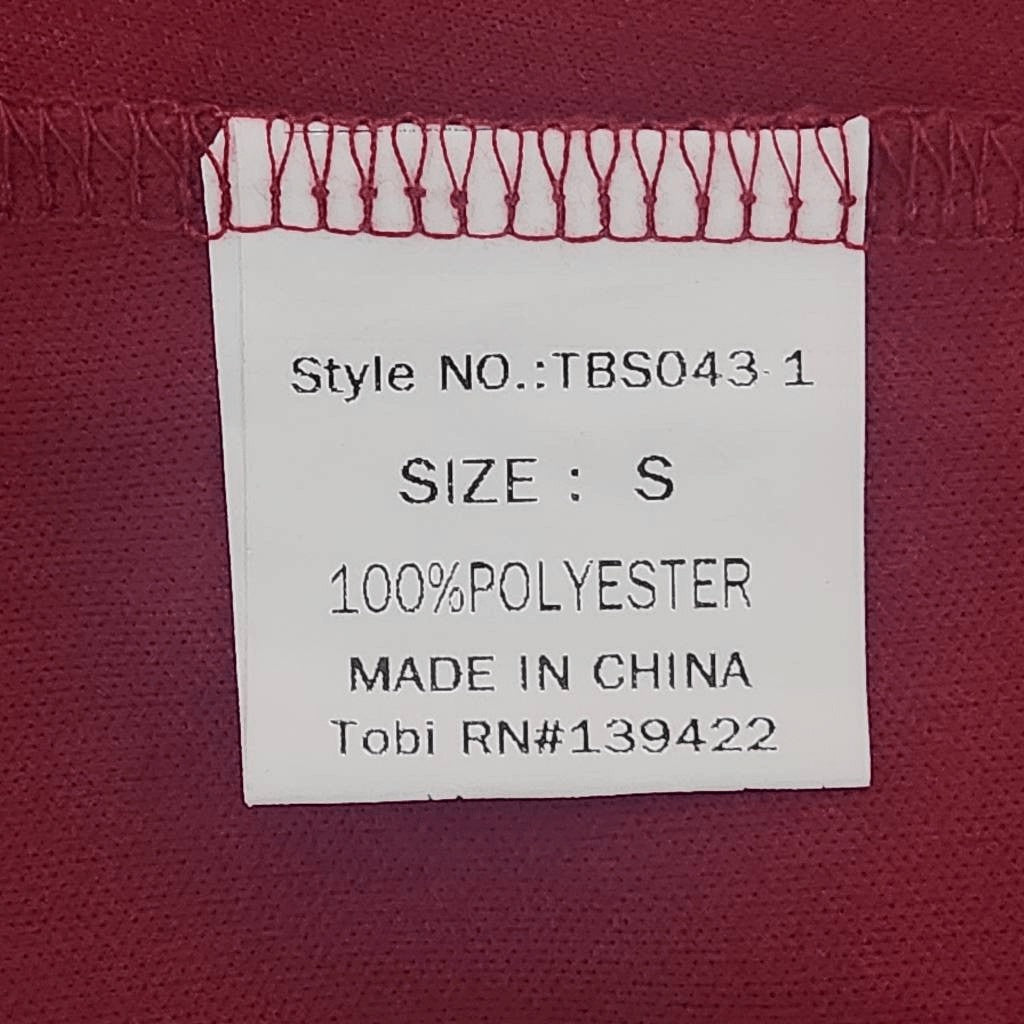 Style NO.:TBS043-1
SIZE : S
100%POLYESTER
MADE IN CHINA
Tobi RN#139422